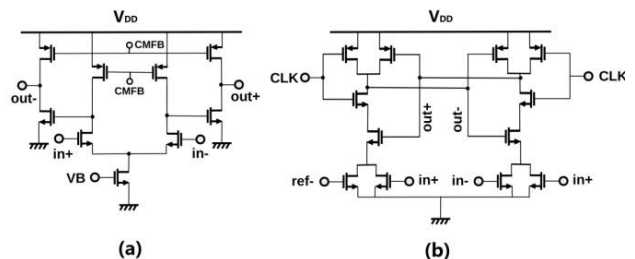 VDD
CMFB
out-
CMFB
out+
in+
in-
VB
(a)
VDD
CLK
CLK
out+
out-
ref-
in+
in-
in+
(b)